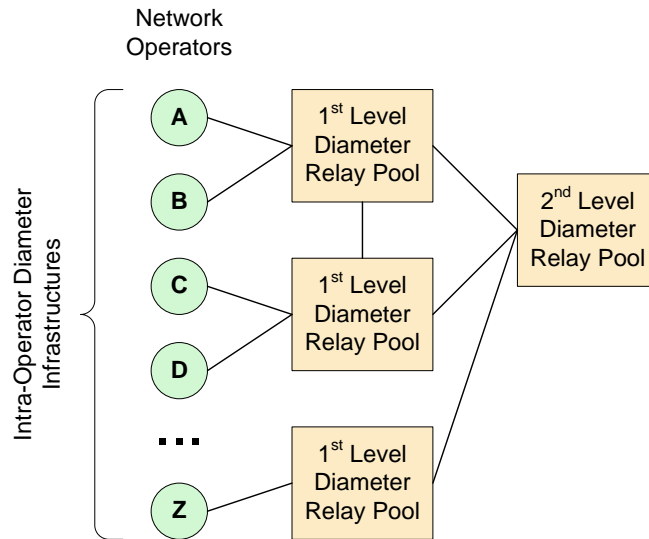 Network
Operators
Intra-Operator Diameter
Infrastructures
A
B
C
D
...
Z
1st Level
Diameter
Relay Pool
1st Level
Diameter
Relay Pool
1st Level
Diameter
Relay Pool
2nd Level
Diameter
Relay Pool